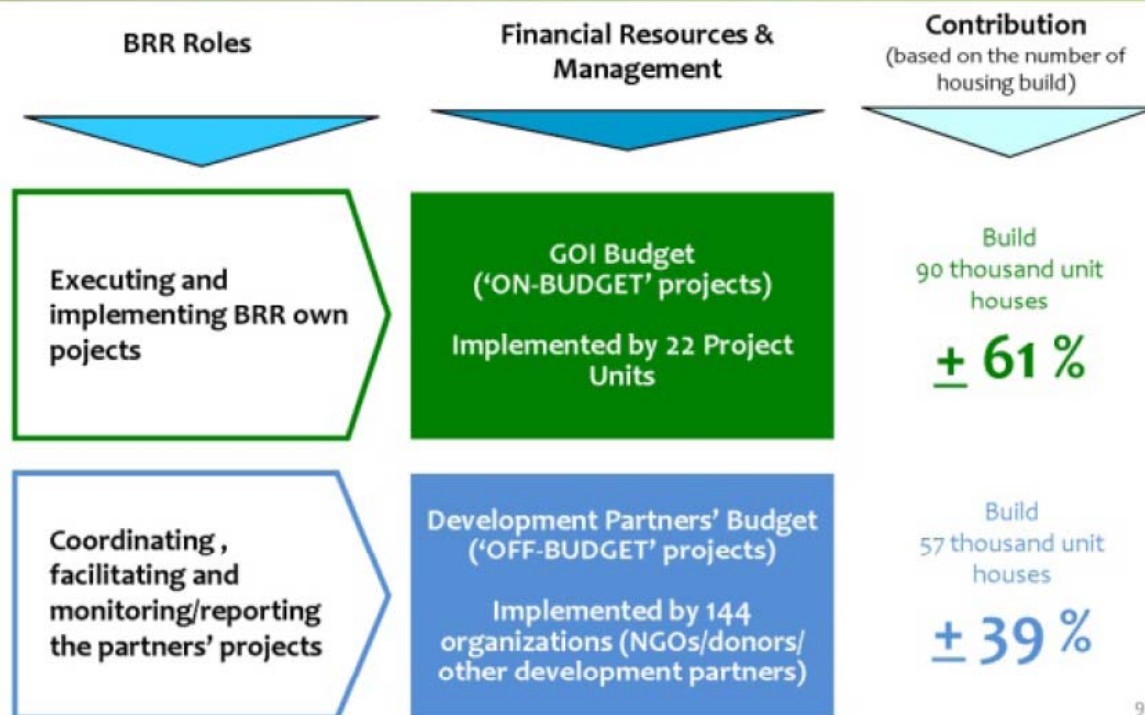 BRR Roles
Financial Resources &
Management
Contribution
(based on the number of
housing build)
Executing and
implementing BRR own
pojects
GOI Budget
('ON-BUDGET' projects)
Implemented by 22 Project
Units
Build
90 thousand unit
houses
± 61 %
Coordinating ,
facilitating and
monitoring/reporting
the partners' projects
Development Partners' Budget
('OFF-BUDGET' projects)
Implemented by 144
organizations (NGOs/donors/
other development partners)
Build
57 thousand unit
houses
± 39 %
9